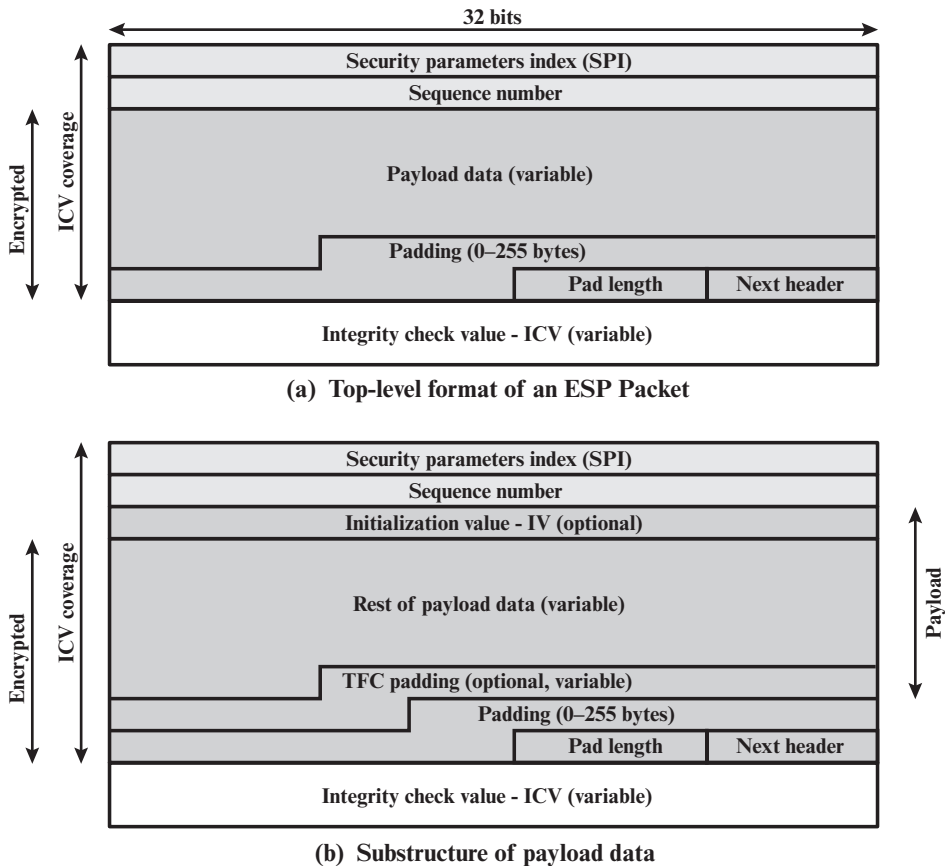 32 bits
Security parameters index (SPI)
Sequence number
Encrypted
ICV coverage
Payload data (variable)
Padding (0–255 bytes)
Pad length
Next header
Integrity check value - ICV (variable)
(a) Top-level format of an ESP Packet
Security parameters index (SPI)
Sequence number
Initialization value - IV (optional)
Encrypted
ICV coverage
Rest of payload data (variable)
Payload
TFC padding (optional, variable)
Padding (0–255 bytes)
Pad length
Next header
Integrity check value - ICV (variable)
(b) Substructure of payload data